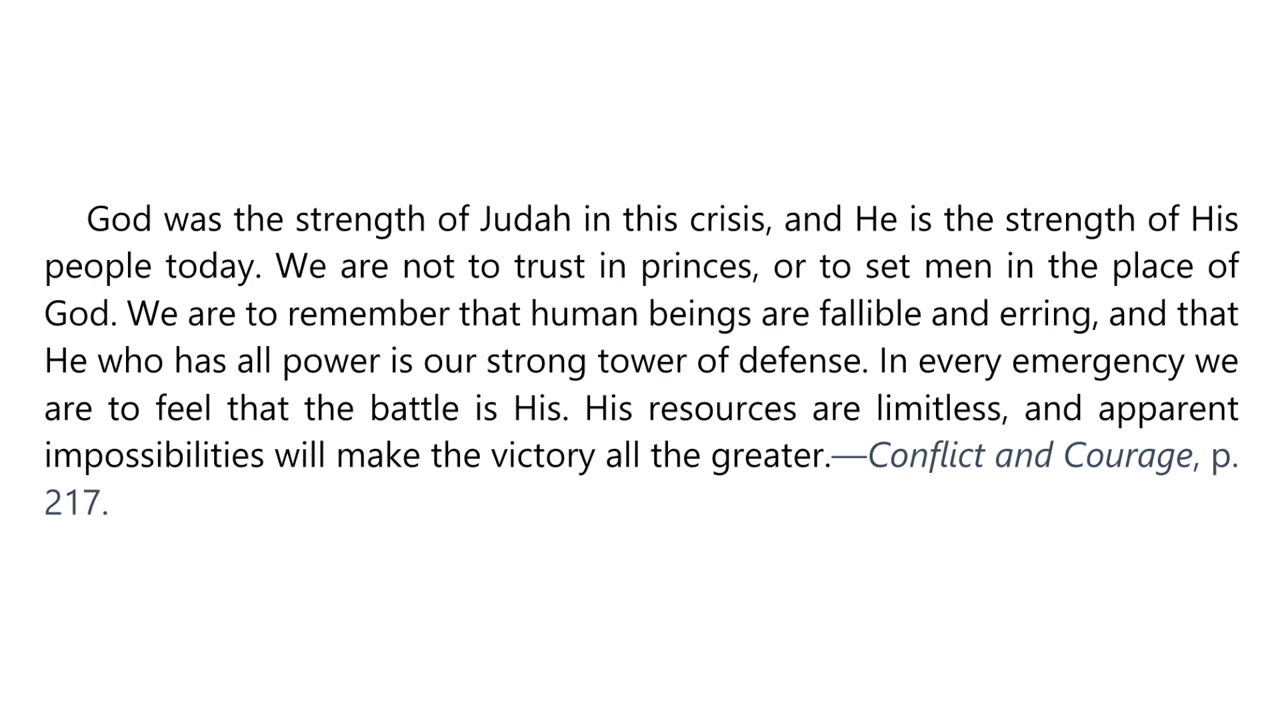 God was the strength of Judah in this crisis, and He is the strength of His
people today. We are not to trust in princes, or to set men in the place of
God. We are to remember that human beings are fallible and erring, and that
He who has all power is our strong tower of defense. In every emergency we
are to feel that the battle is His. His resources are limitless, and apparent
impossibilities will make the victory all the greater.—Conflict and Courage, p.
217.